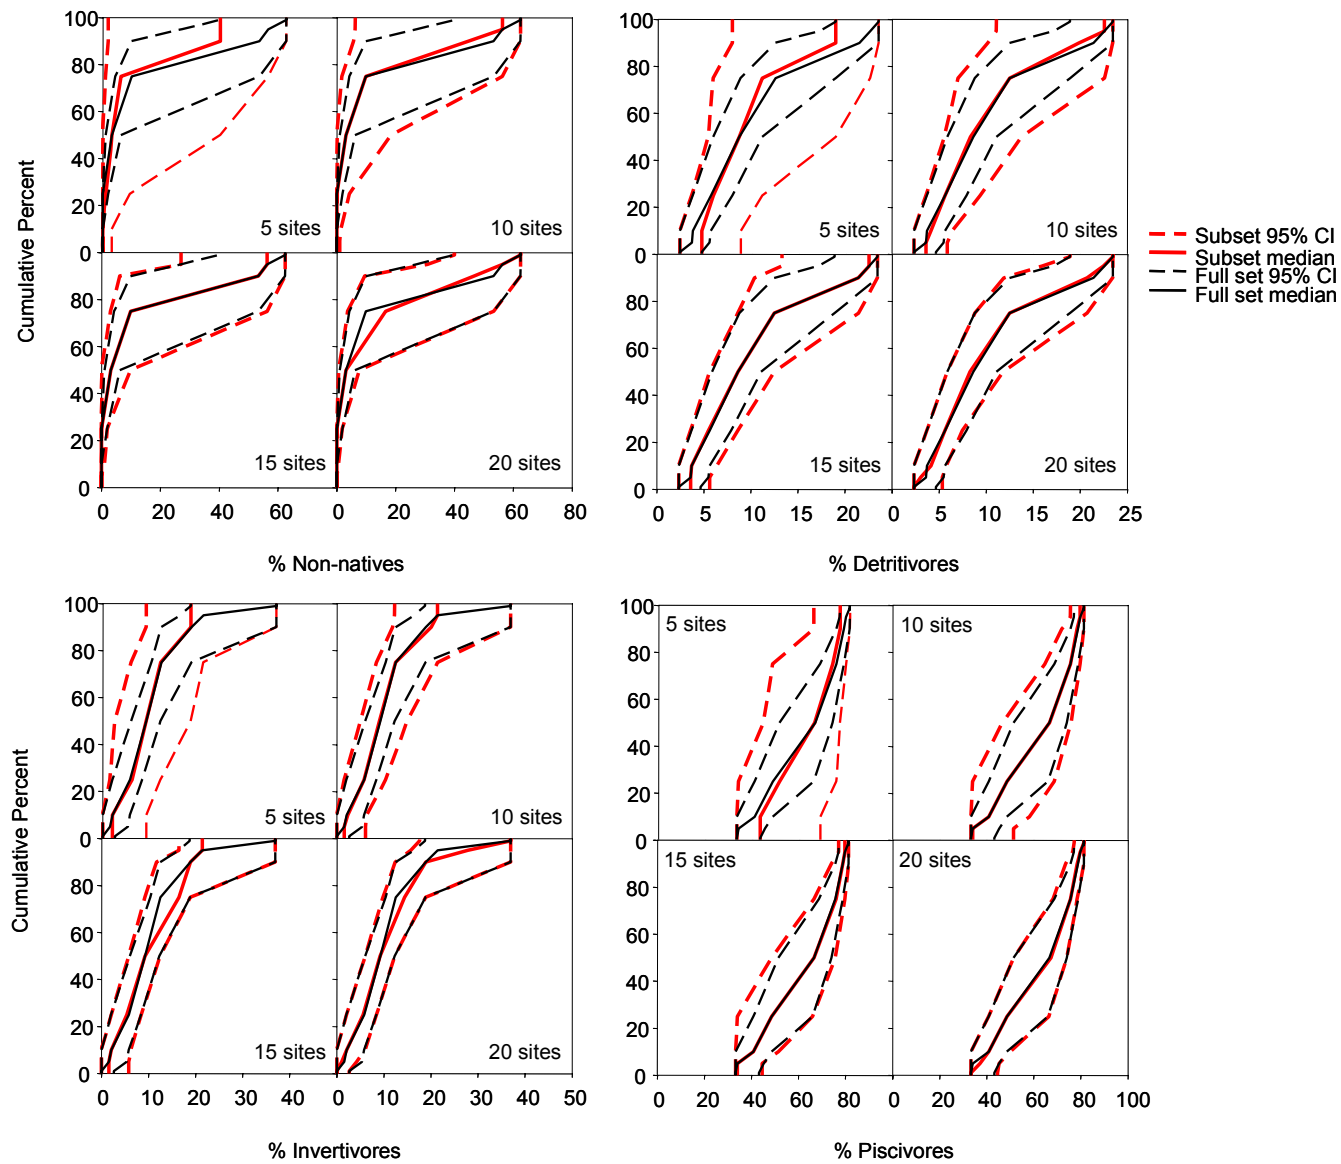 100
80
60
40
20
0
Cumulative Percent
5 sites
10 sites
80
60
40
20
0
15 sites
20 sites
0 20 40 60 0 20 40 60 80
% Non-natives
100
80
60
40
20
0
5 sites
10 sites
80
60
40
20
0
15 sites
20 sites
0 5 10 15 20 0 5 10 15 20 25
% Detritivores
Subset 95% CI
Subset median
Full set 95% CI
Full set median
100
80
60
40
20
0
Cumulative Percent
5 sites
10 sites
80
60
40
20
0
15 sites
20 sites
0 10 20 30 40 0 10 20 30 40 50
% Invertivores
100
80
60
40
20
0
5 sites
10 sites
80
60
40
20
0
15 sites
20 sites
0 20 40 60 80 0 20 40 60 80 100
% Piscivores